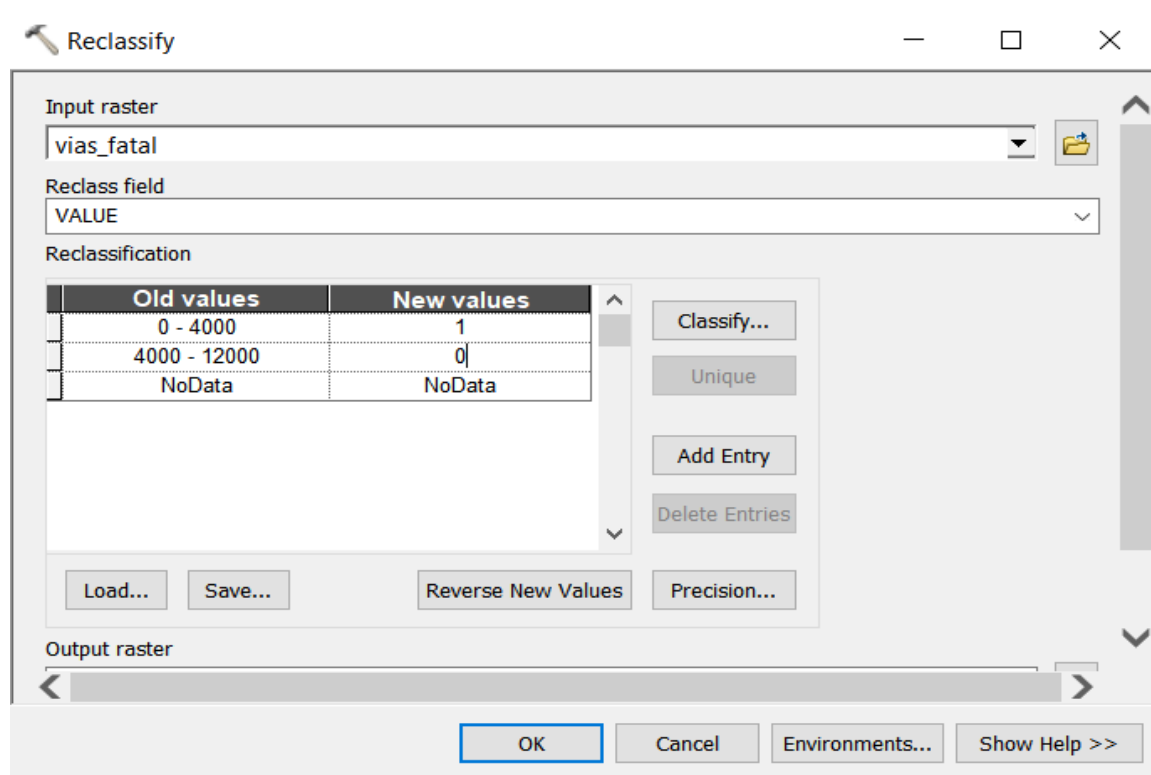 Reclassify
Input raster
vias_fatal
Reclass field
VALUE
Reclassification
Old values New values
0 - 4000 1
4000 - 12000 0
NoData NoData
Classify...
Unique
Add Entry
Delete Entries
Load... Save... Reverse New Values Precision...
Output raster
OK Cancel Environments... Show Help >>